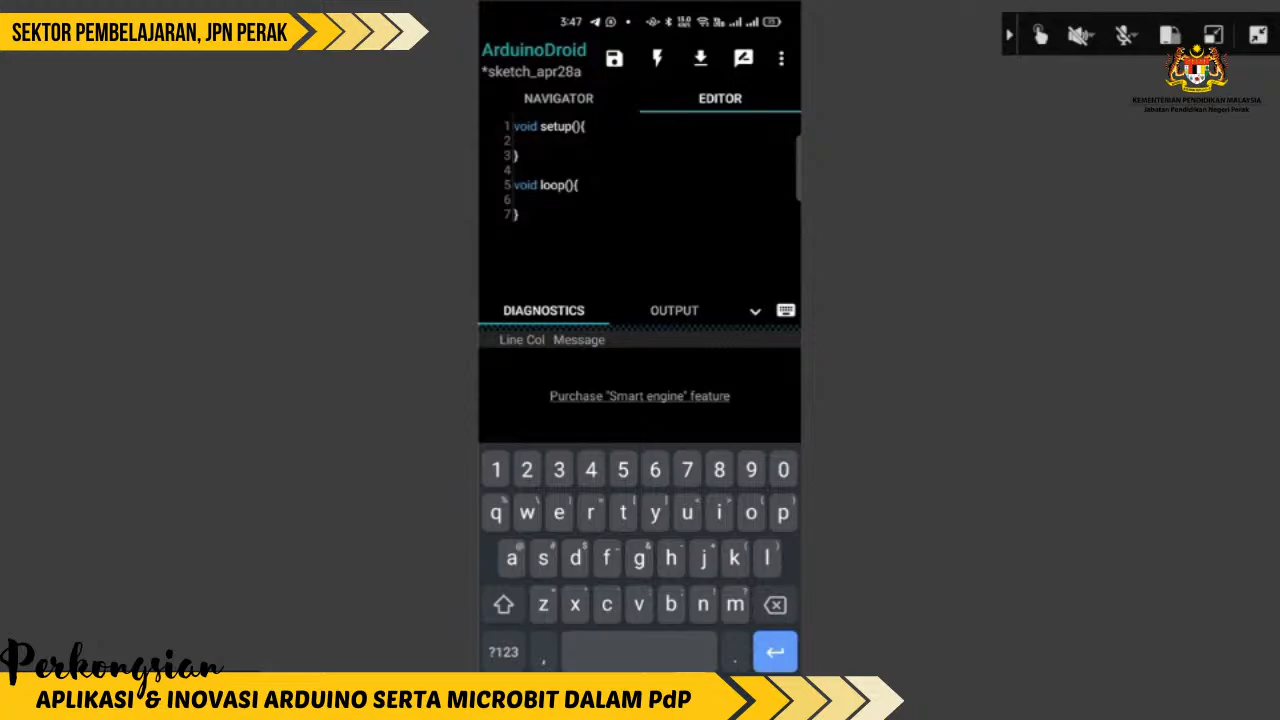 SEKTOR PEMBELAJARAN, JPN PERAK
3:47
ArduinoDroid
*sketch_apr28a
NAVIGATOR EDITOR
1 void setup(){
2
3 }
4
5 void loop(){
6
7 }
DIAGNOSTICS OUTPUT
Line Col Message
Purchase "Smart engine" feature
1 2 3 4 5 6 7 8 9 0
q w e r t y u i o p
a s d f g h j k l
z x c v b n m
?123 , .
KEMENTERIAN PENDIDIKAN MALAYSIA
Jabatan Pendidikan Negeri Perak
Perkongsian
APLIKASI & INOVASI ARDUINO SERTA MICROBIT DALAM PdP